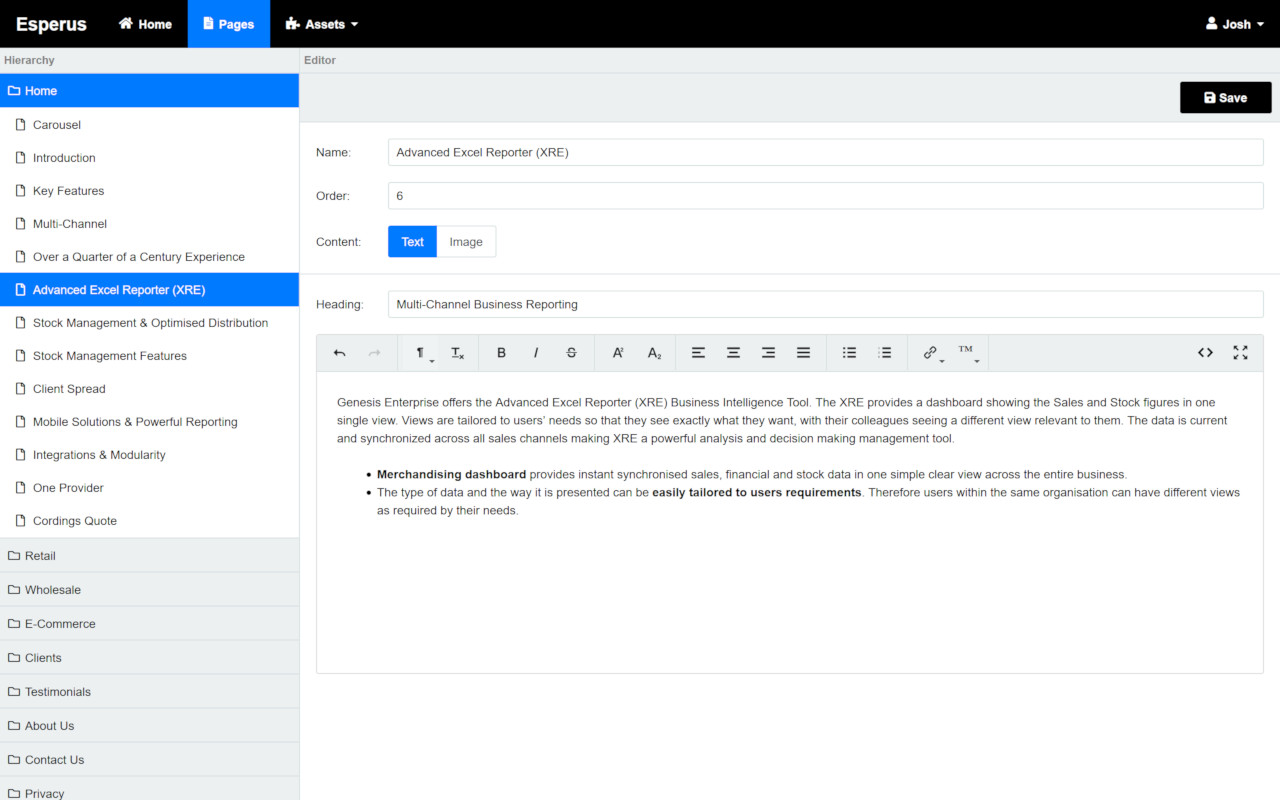 Esperus Home Pages Assets Josh
Hierarchy
Editor
Home
Save
Carousel
Introduction
Key Features
Multi-Channel
Over a Quarter of a Century Experience
Advanced Excel Reporter (XRE)
Stock Management & Optimised Distribution
Stock Management Features
Client Spread
Mobile Solutions & Powerful Reporting
Integrations & Modularity
One Provider
Cordings Quote
Retail
Wholesale
E-Commerce
Clients
Testimonials
About Us
Contact Us
Privacy
Name: Advanced Excel Reporter (XRE)
Order: 6
Content: Text Image
Heading: Multi-Channel Business Reporting
¶ Tx B I S A² A₂ TM <>
Genesis Enterprise offers the Advanced Excel Reporter (XRE) Business Intelligence Tool. The XRE provides a dashboard showing the Sales and Stock figures in one
single view. Views are tailored to users' needs so that they see exactly what they want, with their colleagues seeing a different view relevant to them. The data is current
and synchronized across all sales channels making XRE a powerful analysis and decision making management tool.
• Merchandising dashboard provides instant synchronised sales, financial and stock data in one simple clear view across the entire business.
• The type of data and the way it is presented can be easily tailored to users requirements. Therefore users within the same organisation can have different views
as required by their needs.